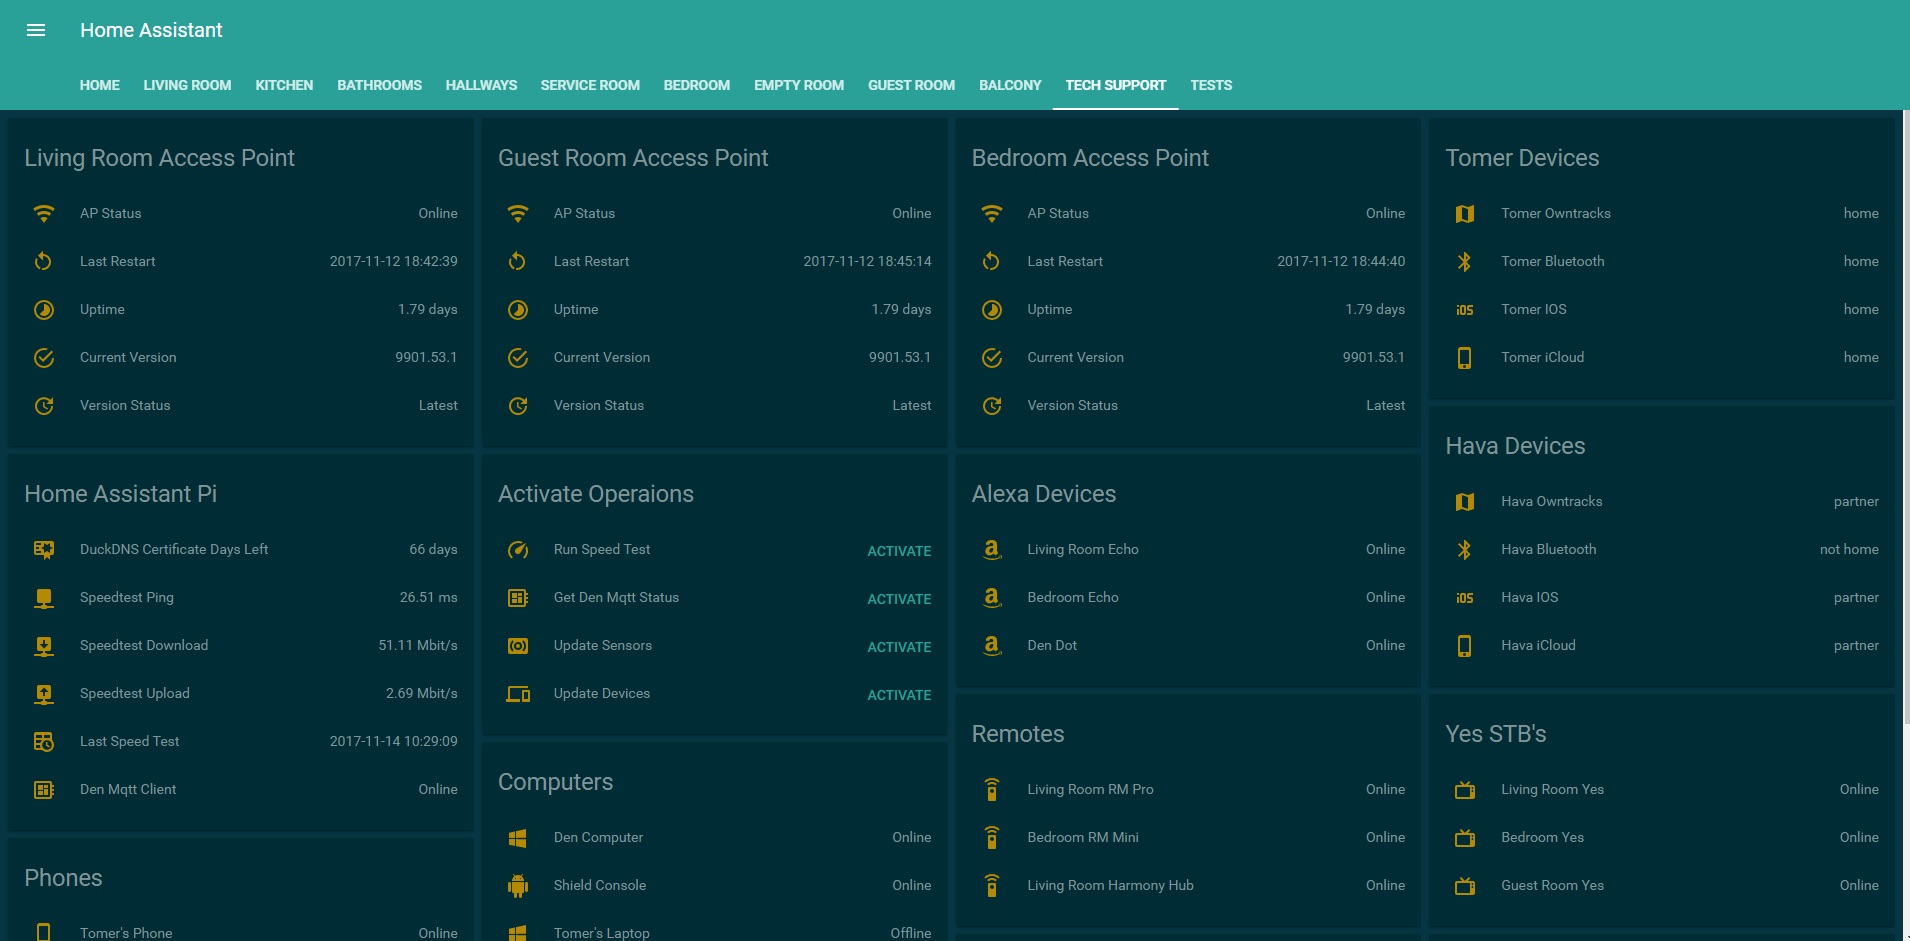 Home Assistant
HOME LIVING ROOM KITCHEN BATHROOMS HALLWAYS SERVICE ROOM BEDROOM EMPTY ROOM GUEST ROOM BALCONY TECH SUPPORT TESTS
Living Room Access Point
AP Status Online
Last Restart 2017-11-12 18:42:39
Uptime 1.79 days
Current Version 9901.53.1
Version Status Latest
Home Assistant Pi
DuckDNS Certificate Days Left 66 days
Speedtest Ping 26.51 ms
Speedtest Download 51.11 Mbit/s
Speedtest Upload 2.69 Mbit/s
Last Speed Test 2017-11-14 10:29:09
Den Mqtt Client Online
Phones
Tomer's Phone Online
Guest Room Access Point
AP Status Online
Last Restart 2017-11-12 18:45:14
Uptime 1.79 days
Current Version 9901.53.1
Version Status Latest
Activate Operaions
Run Speed Test ACTIVATE
Get Den Mqtt Status ACTIVATE
Update Sensors ACTIVATE
Update Devices ACTIVATE
Computers
Den Computer Online
Shield Console Online
Tomer's Laptop Offline
Bedroom Access Point
AP Status Online
Last Restart 2017-11-12 18:44:40
Uptime 1.79 days
Current Version 9901.53.1
Version Status Latest
Alexa Devices
Living Room Echo Online
Bedroom Echo Online
Den Dot Online
Remotes
Living Room RM Pro Online
Bedroom RM Mini Online
Living Room Harmony Hub Online
Tomer Devices
Tomer Owntracks home
Tomer Bluetooth home
iOS Tomer IOS home
Tomer iCloud home
Hava Devices
Hava Owntracks partner
Hava Bluetooth not home
iOS Hava IOS partner
Hava iCloud partner
Yes STB's
Living Room Yes Online
Bedroom Yes Online
Guest Room Yes Online